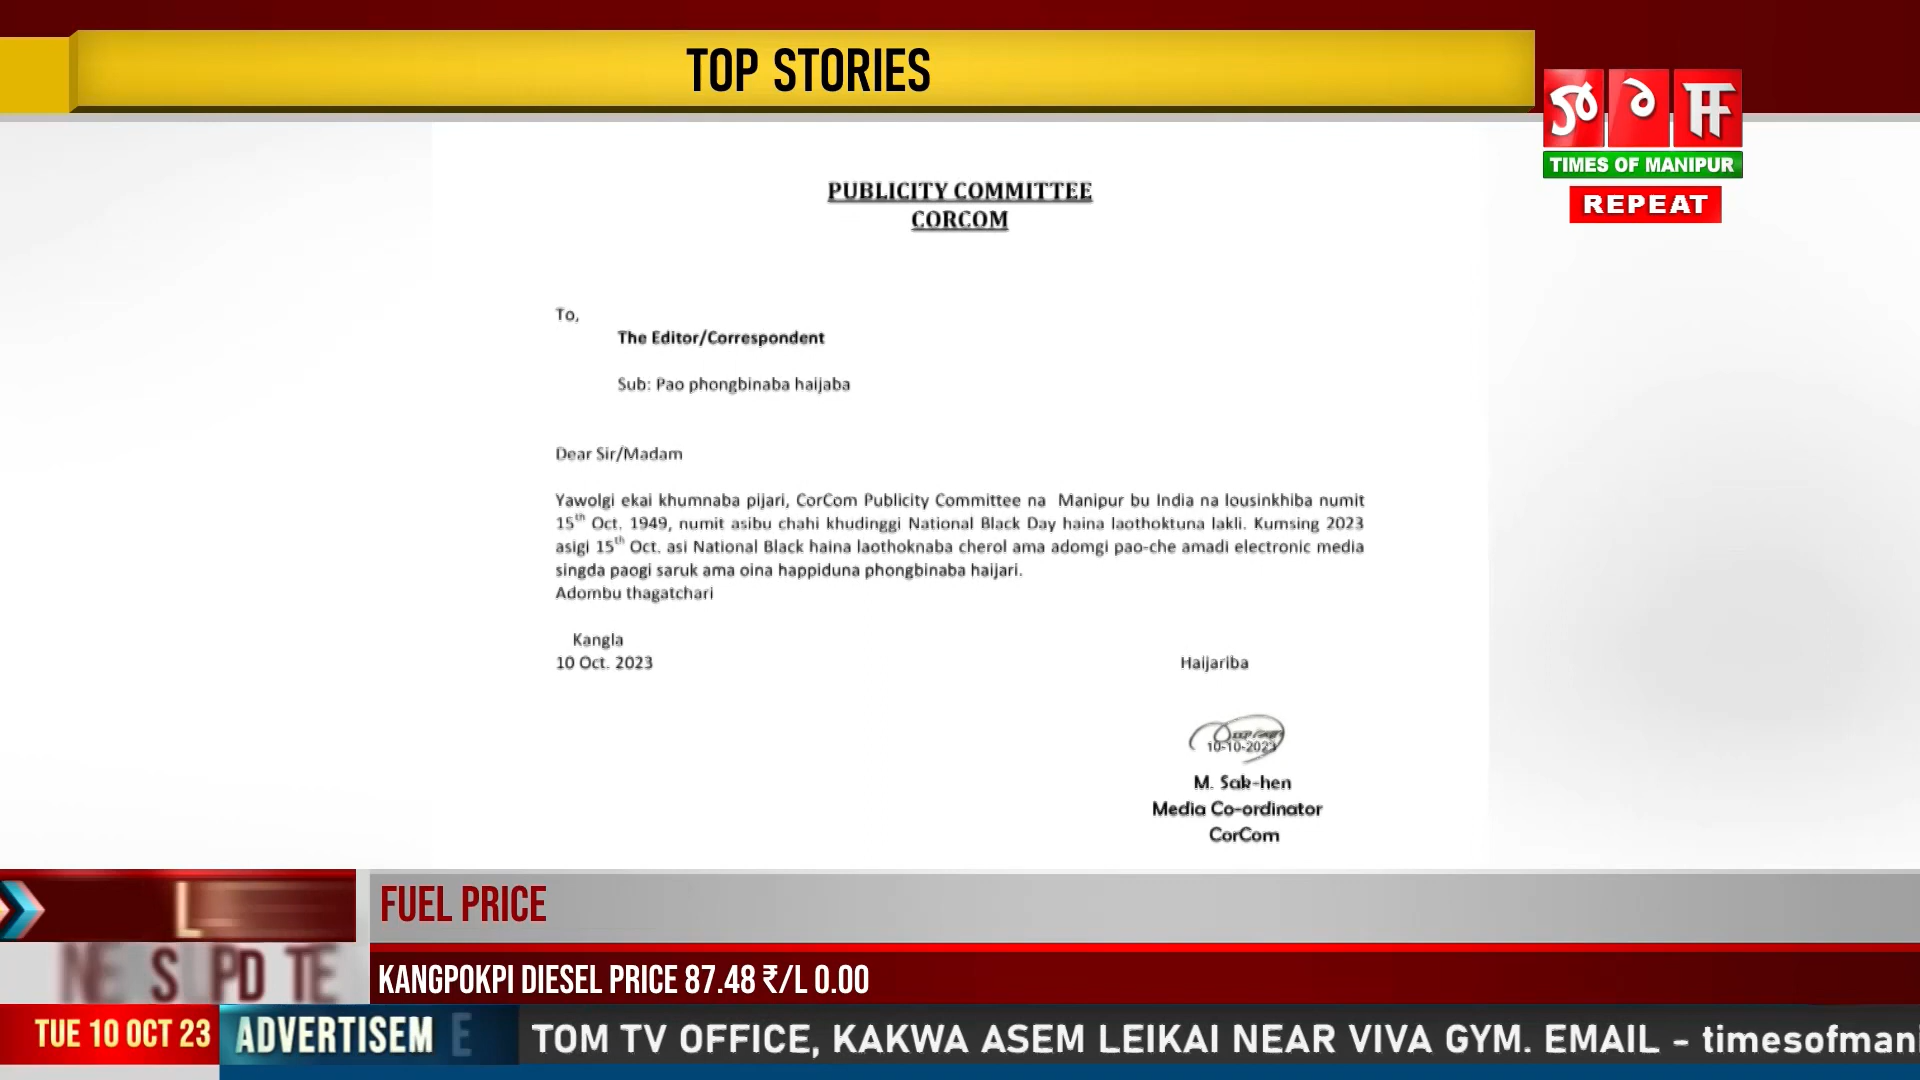 TOP STORIES
TIMES OF MANIPUR
REPEAT
PUBLICITY COMMITTEE
CORCOM
To,
The Editor/Correspondent
Sub: Pao phongbinaba haijaba
Dear Sir/Madam
Yawolgi ekai khumnaba pijari, CorCom Publicity Committee na Manipur bu India na lousinkhiba numit
15th Oct. 1949, numit asibu chahi khudinggi National Black Day haina laothoktuna lakli. Kumsing 2023
asigi 15th Oct. asi National Black haina laothoknaba cherol ama adomgi pao-che amadi electronic media
singda paogi saruk ama oina happiduna phongbinaba haijari.
Adombu thagatchari
Kangla
10 Oct. 2023
Haijariba
10-10-2023
M. Sak-hen
Media Co-ordinator
CorCom
FUEL PRICE
KANGPOKPI DIESEL PRICE 87.48 ₹/L 0.00
TUE 10 OCT 23
ADVERTISEM E
TOM TV OFFICE, KAKWA ASEM LEIKAI NEAR VIVA GYM. EMAIL - timesofmani